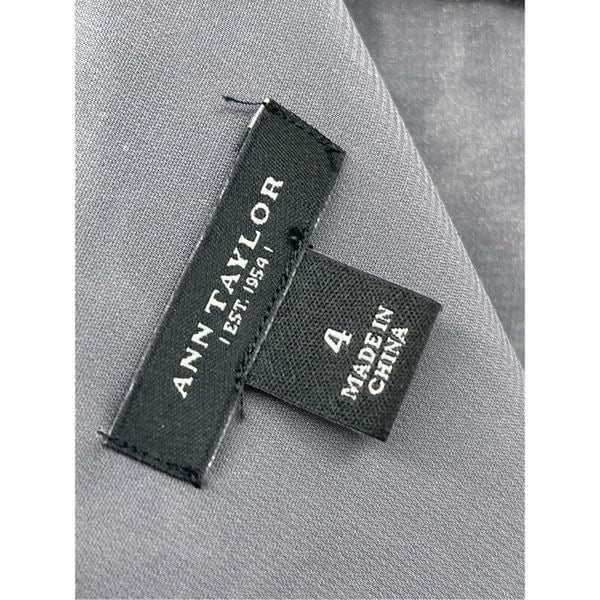 ANN TAYLOR
| EST. 1954 |
4
MADE IN
CHINA